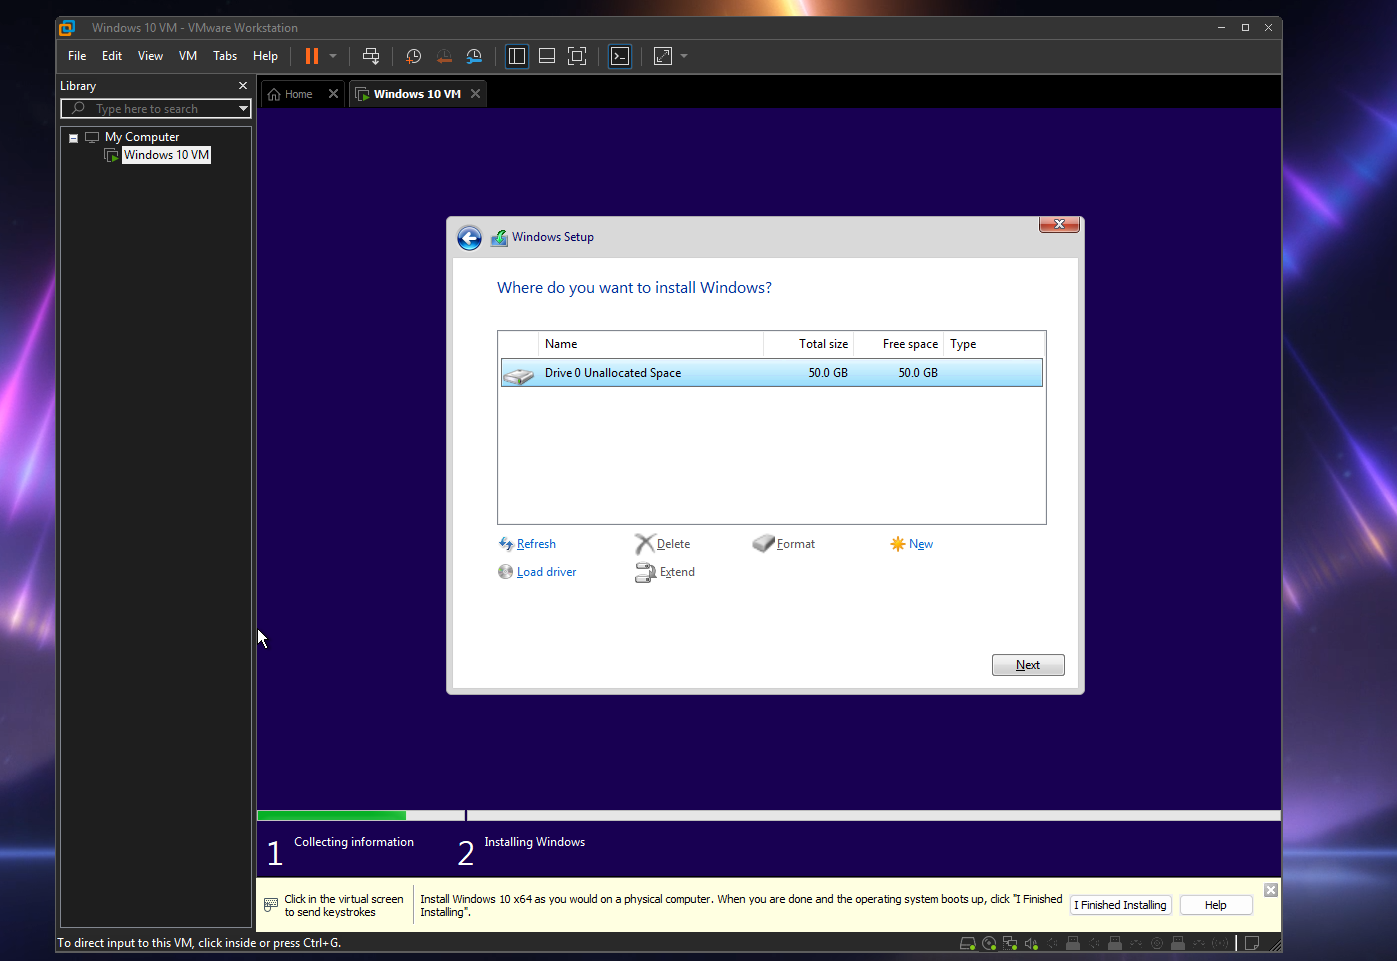 Windows 10 VM - VMware Workstation
File Edit View VM Tabs Help
Library
Type here to search
My Computer
Windows 10 VM
Home
Windows 10 VM
Windows Setup
Where do you want to install Windows?
Name Total size Free space Type
Drive 0 Unallocated Space 50.0 GB 50.0 GB
Refresh Delete Format New
Load driver Extend
Next
1 Collecting information 2 Installing Windows
Click in the virtual screen
to send keystrokes
Install Windows 10 x64 as you would on a physical computer. When you are done and the operating system boots up, click "I Finished
Installing".
I Finished Installing
Help
To direct input to this VM, click inside or press Ctrl+G.